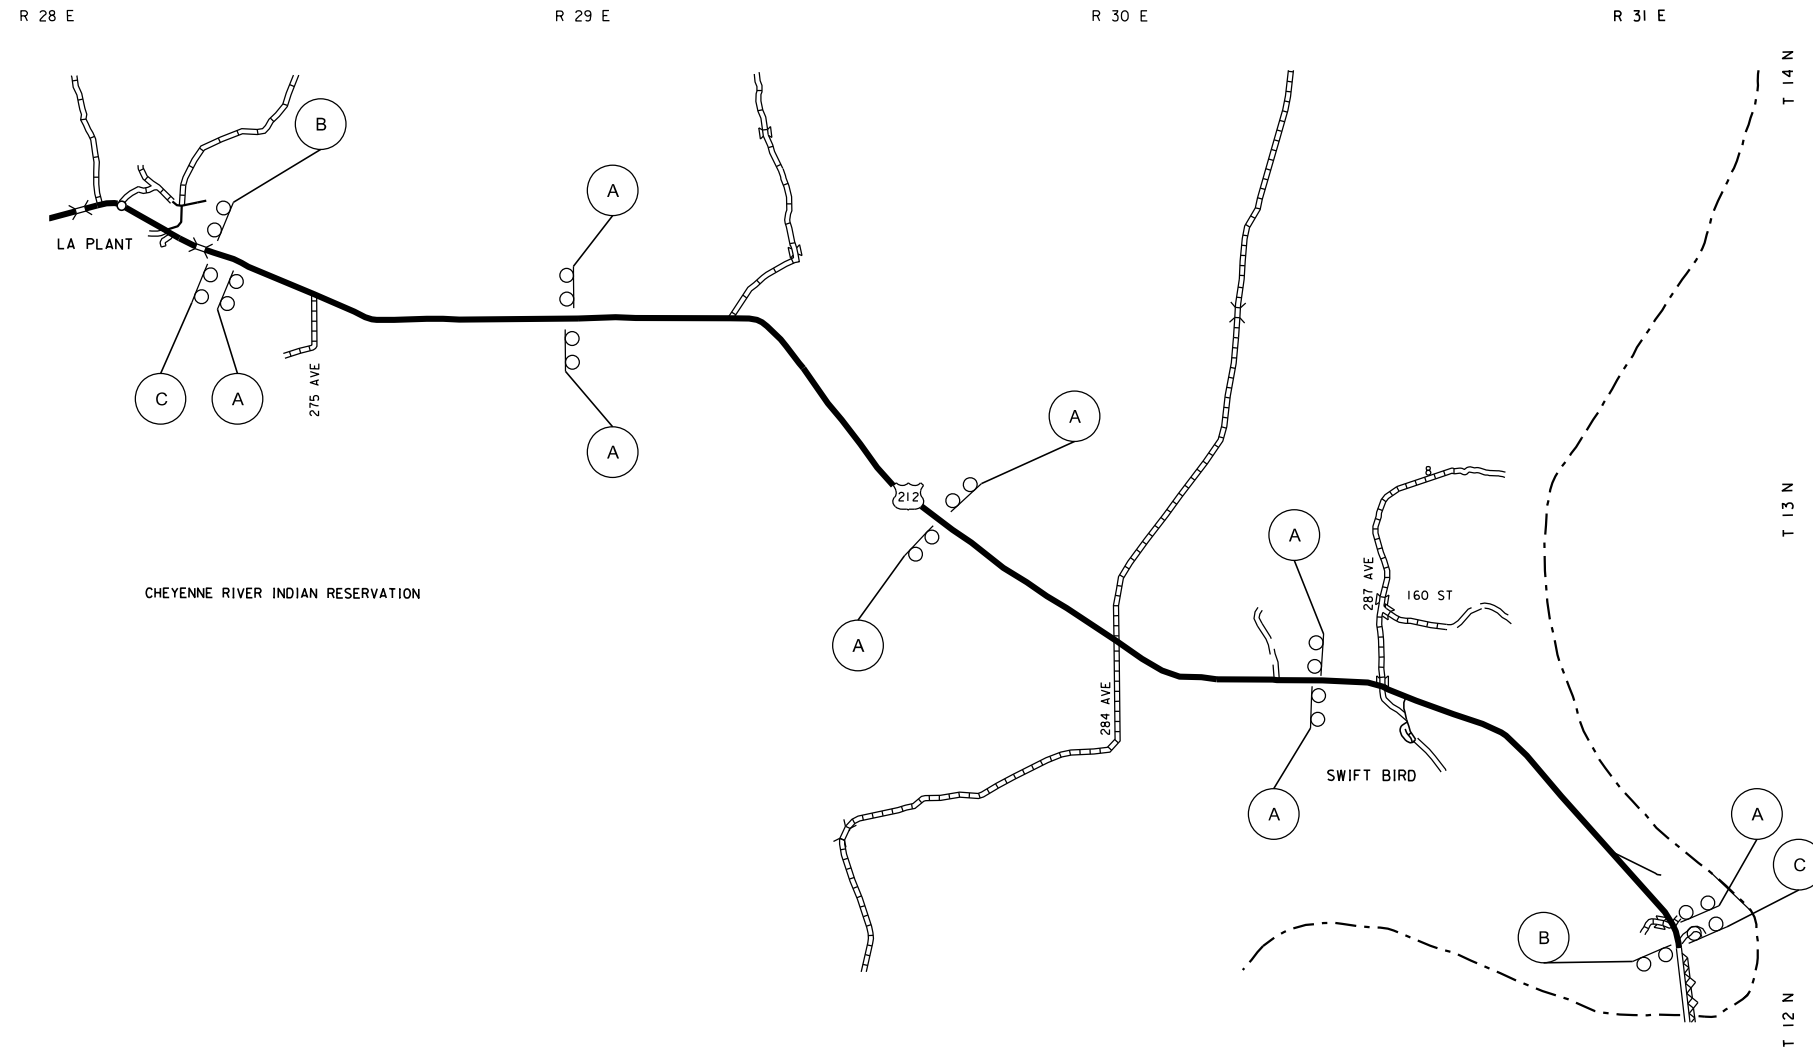 R 28 E
R 29 E
R 30 E
R 31 E
T 14 N
B
A
LA PLANT
C
A
275 AVE
A
A
212
8
T 13 N
A
287 AVE
160 ST
CHEYENNE RIVER INDIAN RESERVATION
A
284 AVE
SWIFT BIRD
A
A
C
B
T 12 N